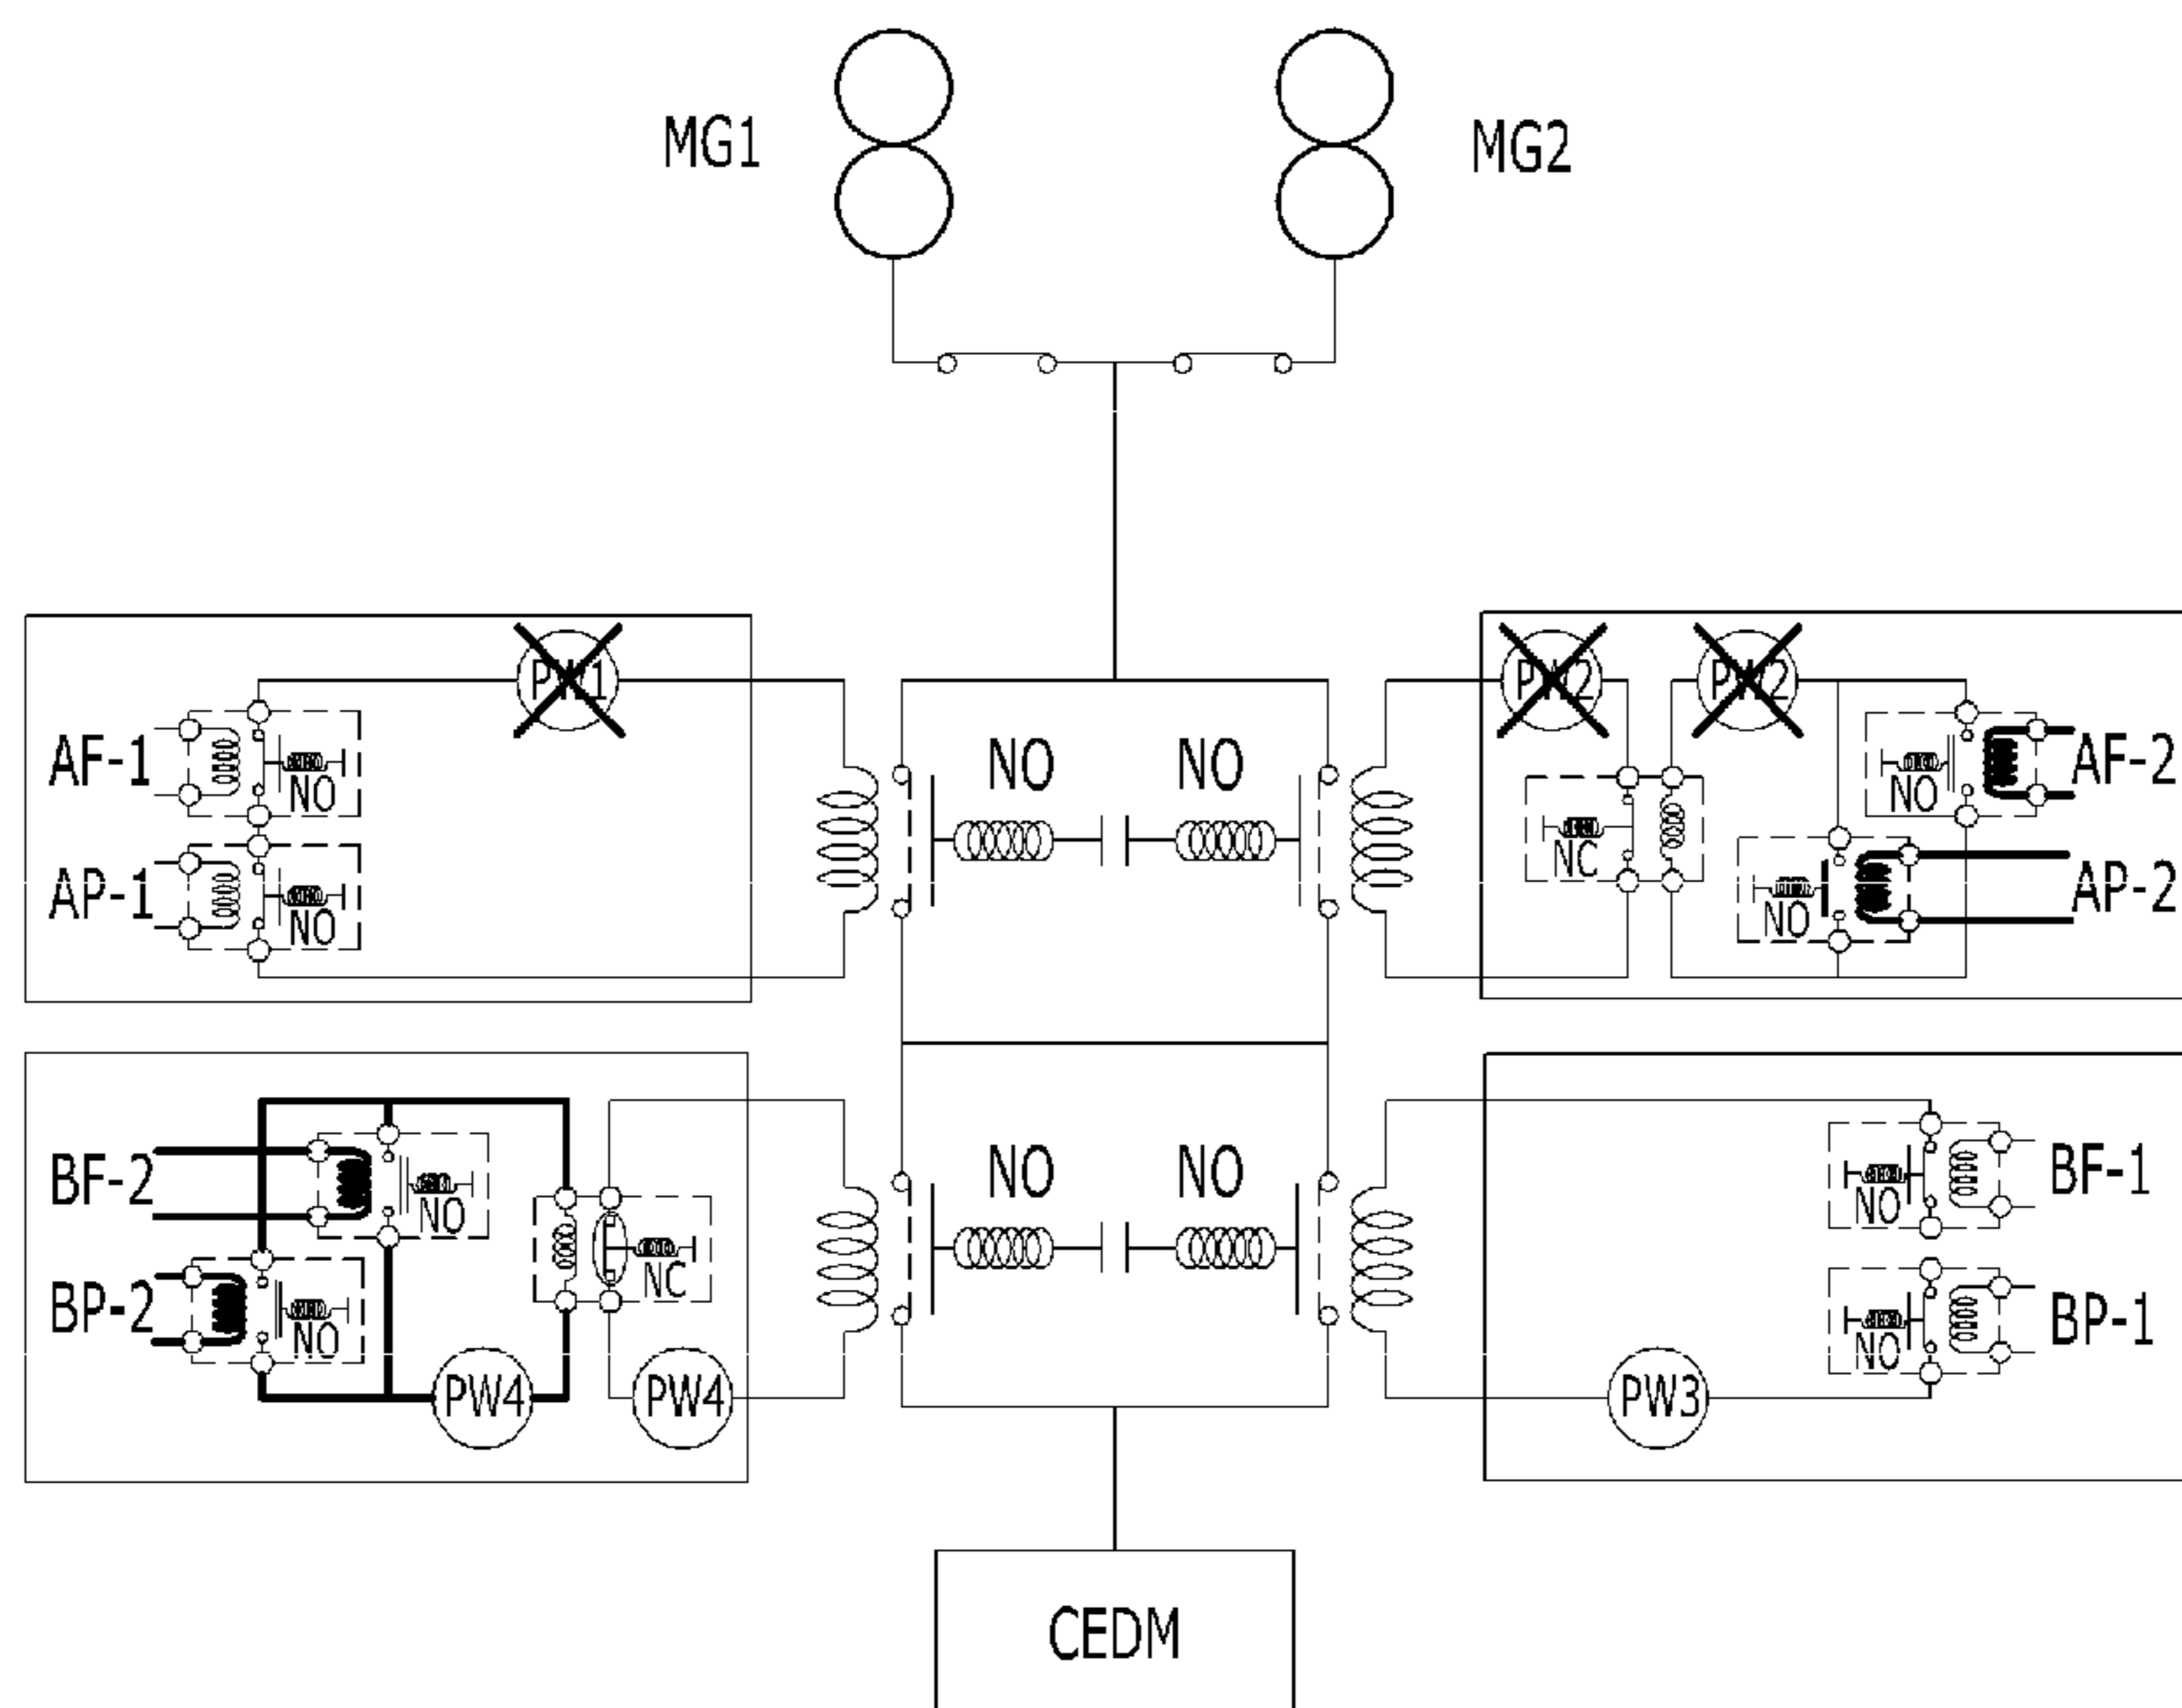 MG1
MG2
PW1
PW2
PW2
AF-1
NO
NO
NO
NO
AF-2
AP-1
NO
NC
NO
AP-2
BF-2
NO
NO
NO
NO
BF-1
BP-2
NO
NC
NO
BP-1
PW4
PW4
PW3
CEDM